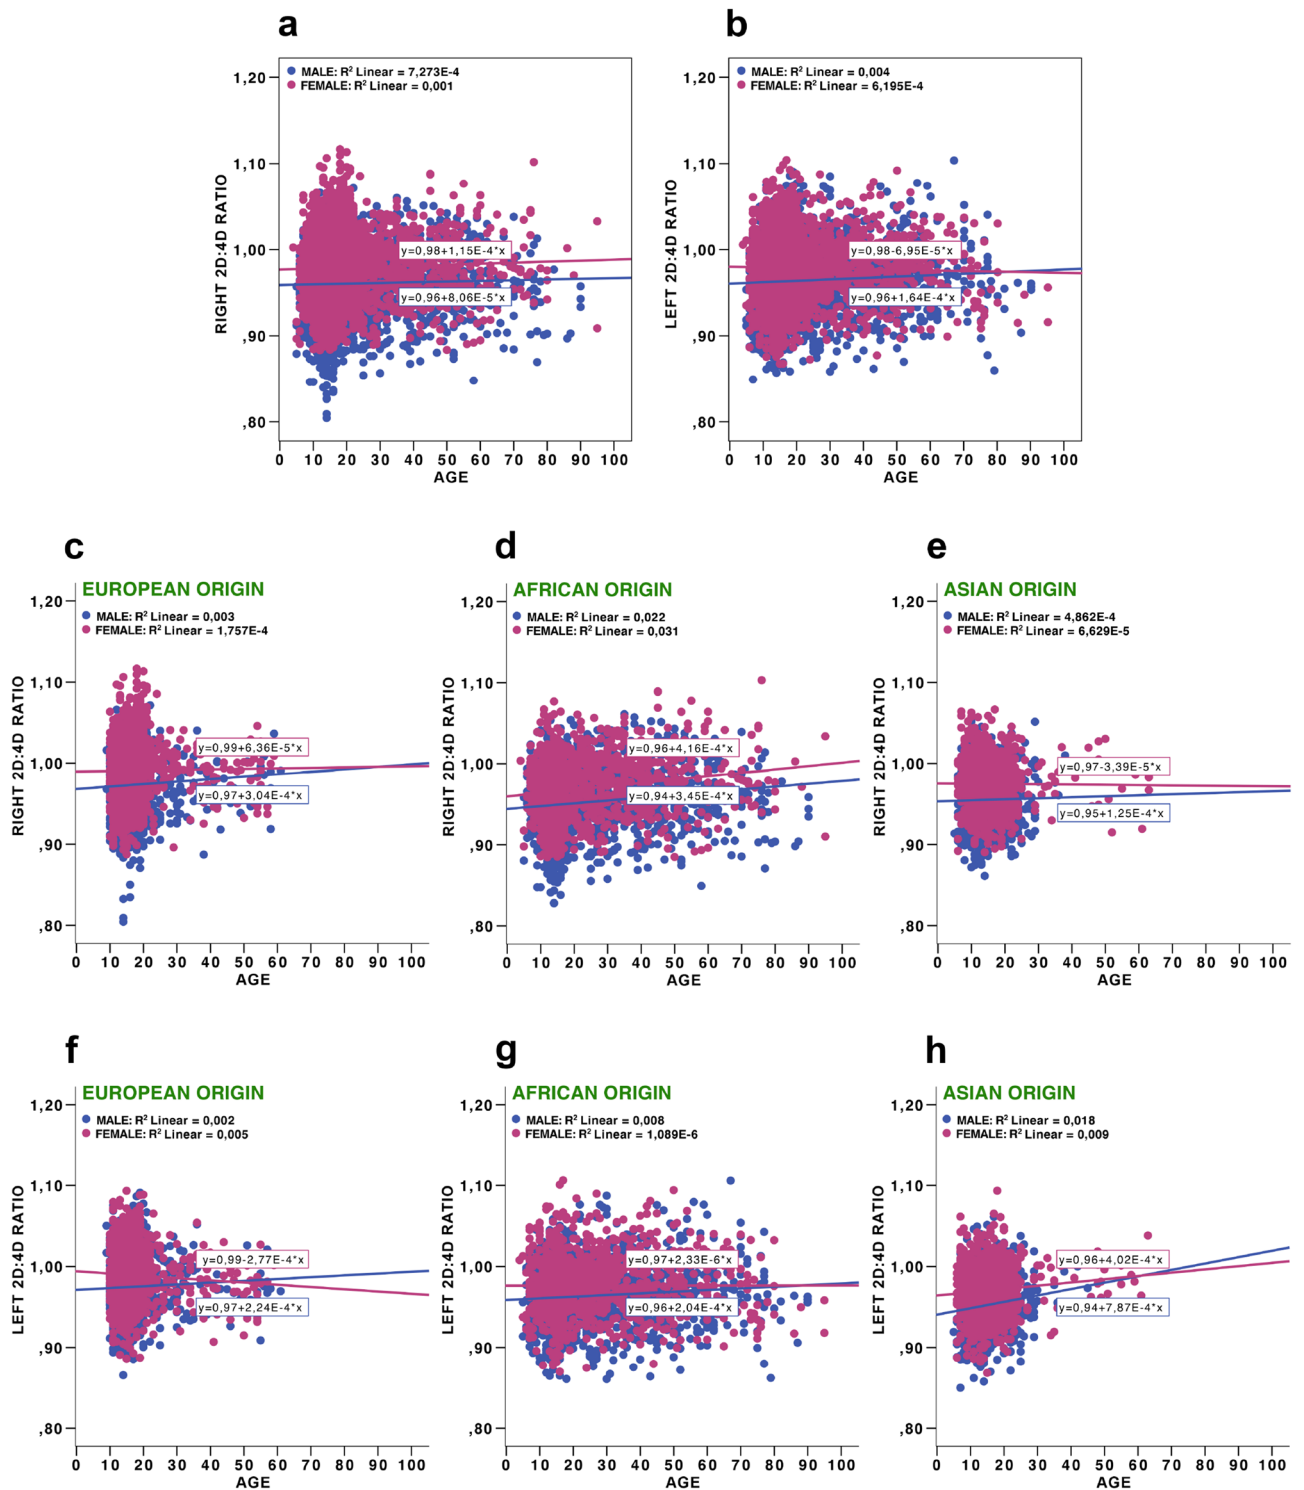 a
MALE: R² Linear = 7,273E-4
FEMALE: R² Linear = 0,001
1,20
1,10
1,00
,90
,80
RIGHT 2D:4D RATIO
y=0,98+1,15E-4*x
y=0,96+8,06E-5*x
0 10 20 30 40 50 60 70 80 90 100
AGE
b
MALE: R² Linear = 0,004
FEMALE: R² Linear = 6,195E-4
1,20
1,10
1,00
,90
,80
LEFT 2D:4D RATIO
y=0,98-6,95E-5*x
y=0,96+1,64E-4*x
0 10 20 30 40 50 60 70 80 90 100
AGE
c
EUROPEAN ORIGIN
MALE: R² Linear = 0,003
FEMALE: R² Linear = 1,757E-4
1,20
1,10
1,00
,90
,80
RIGHT 2D:4D RATIO
y=0,99+6,36E-5*x
y=0,97+3,04E-4*x
0 10 20 30 40 50 60 70 80 90 100
AGE
d
AFRICAN ORIGIN
MALE: R² Linear = 0,022
FEMALE: R² Linear = 0,031
1,20
1,10
1,00
,90
,80
RIGHT 2D:4D RATIO
y=0,96+4,16E-4*x
y=0.94+3,45E-4*x
0 10 20 30 40 50 60 70 80 90 100
AGE
e
ASIAN ORIGIN
MALE: R² Linear = 4,862E-4
FEMALE: R² Linear = 6,629E-5
1,20
1,10
1,00
,90
,80
RIGHT 2D:4D RATIO
y=0,97-3,39E-5*x
y=0,95+1,25E-4*x
0 10 20 30 40 50 60 70 80 90 100
AGE
f
EUROPEAN ORIGIN
MALE: R² Linear = 0,002
FEMALE: R² Linear = 0,005
1,20
1,10
1,00
,90
,80
LEFT 2D:4D RATIO
y=0,99-2,77E-4*x
y=0,97+2,24E-4*x
0 10 20 30 40 50 60 70 80 90 100
AGE
g
AFRICAN ORIGIN
MALE: R² Linear = 0,008
FEMALE: R² Linear = 1,089E-6
1,20
1,10
1,00
,90
,80
LEFT 2D:4D RATIO
y=0,97+2,33E-6*x
y=0,96+2,04E-4*x
0 10 20 30 40 50 60 70 80 90 100
AGE
h
ASIAN ORIGIN
MALE: R² Linear = 0,018
FEMALE: R² Linear = 0,009
1,20
1,10
1,00
,90
,80
LEFT 2D:4D RATIO
y=0,96+4,02E-4*x
y=0,94+7,87E-4*x
0 10 20 30 40 50 60 70 80 90 100
AGE